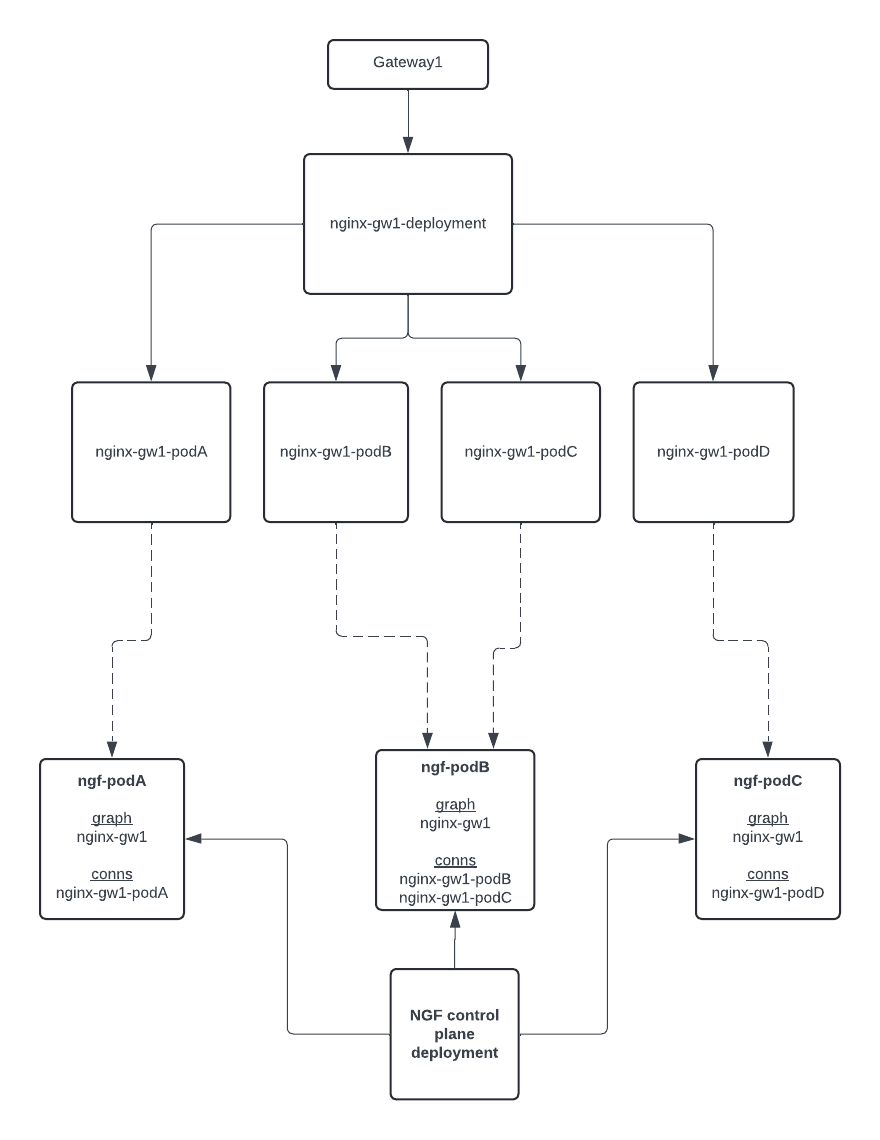 Gateway1
nginx-gw1-deployment
nginx-gw1-podA
nginx-gw1-podB
nginx-gw1-podC
nginx-gw1-podD
ngf-podA
graph
nginx-gw1
conns
nginx-gw1-podA
ngf-podB
graph
nginx-gw1
conns
nginx-gw1-podB
nginx-gw1-podC
ngf-podC
graph
nginx-gw1
conns
nginx-gw1-podD
NGF control
plane
deployment